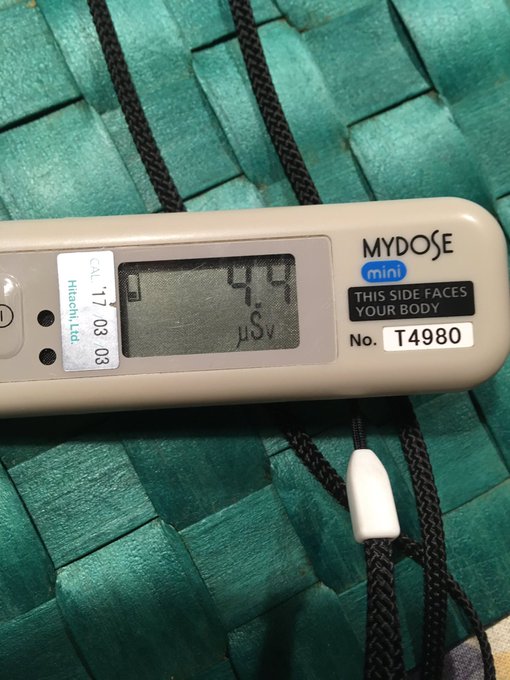 MYDOSE
mini
THIS SIDE FACES
YOUR BODY
No. T4980
4.4
μSv
CAL '17/03/03
Hitachi, Ltd.